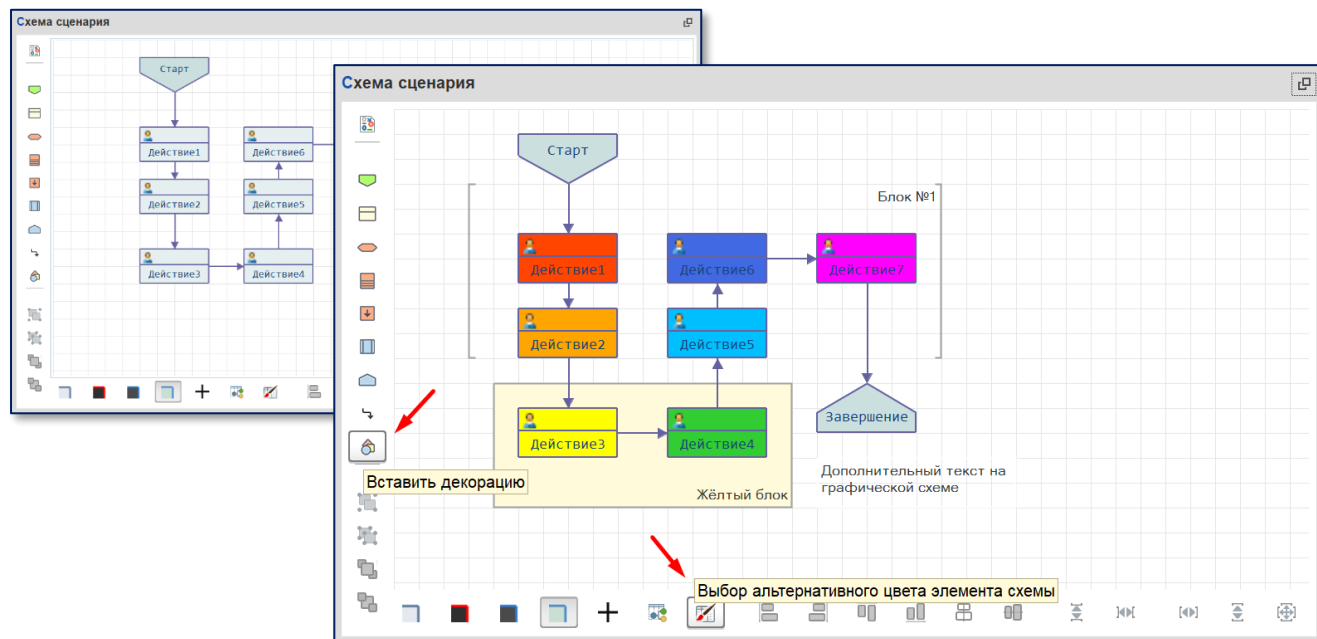 Схема сценария
Старт
Действие1
Действие6
Действие2
Действие5
Действие3
Действие4
Схема сценария
Старт
Блок №1
Действие1
Действие6
Действие7
Действие2
Действие5
Завершение
Действие3
Действие4
Дополнительный текст на
графической схеме
Вставить декорацию
Жёлтый блок
Выбор альтернативного цвета элемента схемы